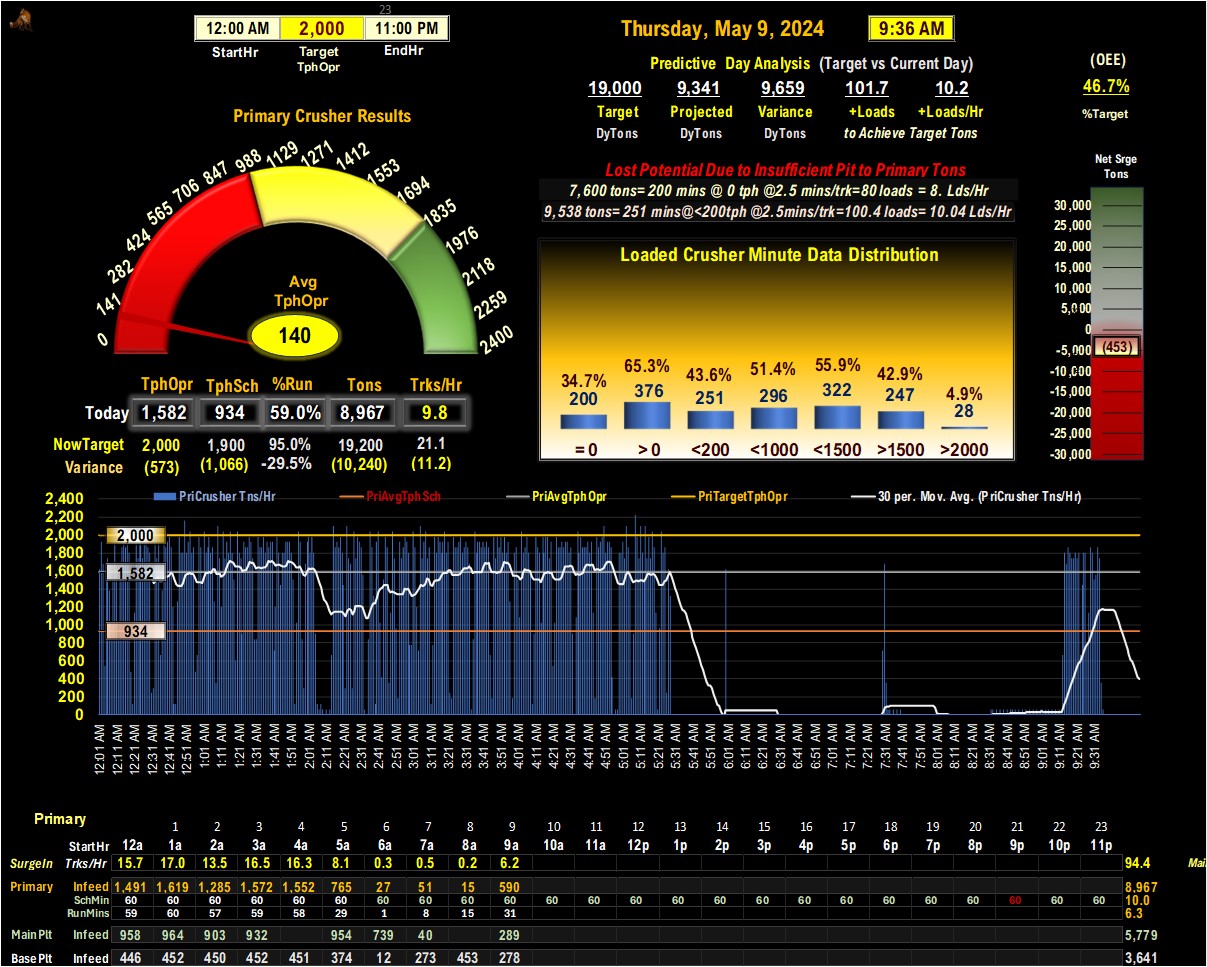 23
12:00 AM 2,000 11:00 PM
StartHr Target TphOpr EndHr
Thursday, May 9, 2024 9:36 AM
Predictive Day Analysis (Target vs Current Day)
19,000 9,341 9,659 101.7 10.2
Target Projected Variance +Loads +Loads/Hr
DyTons DyTons DyTons to Achieve Target Tons
(OEE)
46.7%
%Target
Primary Crusher Results
0 141 282 424 565 706 847 988 1129 1271 1412 1553 1694 1835 1976 2118 2259 2400
Avg
TphOpr
140
Lost Potential Due to Insufficient Pit to Primary Tons
7,600 tons= 200 mins @ 0 tph @2.5 mins/trk=80 loads = 8. Lds/Hr
9,538 tons= 251 mins@<200tph @2.5mins/trk=100.4 loads= 10.04 Lds/Hr
Loaded Crusher Minute Data Distribution
34.7% 65.3% 43.6% 51.4% 55.9% 42.9% 4.9%
200 376 251 296 322 247 28
= 0 > 0 <200 <1000 <1500 >1500 >2000
Net Srge
Tons
30,000
25,000
20,000
15,000
10,000
5,000
0
(453)
-5,000
-10,000
-15,000
-20,000
-25,000
-30,000
TphOpr TphSch %Run Tons Trks/Hr
Today 1,582 934 59.0% 8,967 9.8
NowTarget 2,000 1,900 95.0% 19,200 21.1
Variance (573) (1,066) -29.5% (10,240) (11.2)
PriCrusher Tns/Hr PriAvgTphSch PriAvgTphOpr PriTargetTphOpr 30 per. Mov. Avg. (PriCrusher Tns/Hr)
2,400
2,200
2,000 2,000
1,800
1,600 1,582
1,400
1,200
1,000 934
800
600
400
200
0
12:01 AM 12:11 AM 12:21 AM 12:31 AM 12:41 AM 12:51 AM 1:01 AM 1:11 AM 1:21 AM 1:31 AM 1:41 AM 1:51 AM 2:01 AM 2:11 AM 2:21 AM 2:31 AM 2:41 AM 2:51 AM 3:01 AM 3:11 AM 3:21 AM 3:31 AM 3:41 AM 3:51 AM 4:01 AM 4:11 AM 4:21 AM 4:31 AM 4:41 AM 4:51 AM 5:01 AM 5:11 AM 5:21 AM 5:31 AM 5:41 AM 5:51 AM 6:01 AM 6:11 AM 6:21 AM 6:31 AM 6:41 AM 6:51 AM 7:01 AM 7:11 AM 7:21 AM 7:31 AM 7:41 AM 7:51 AM 8:01 AM 8:11 AM 8:21 AM 8:31 AM 8:41 AM 8:51 AM 9:01 AM 9:11 AM 9:21 AM 9:31 AM
Primary
1 2 3 4 5 6 7 8 9 10 11 12 13 14 15 16 17 18 19 20 21 22 23
StartHr 12a 1a 2a 3a 4a 5a 6a 7a 8a 9a 10a 11a 12p 1p 2p 3p 4p 5p 6p 7p 8p 9p 10p 11p
SurgeIn Trks/Hr 15.7 17.0 13.5 16.5 16.3 8.1 0.3 0.5 0.2 6.2 94.4
Primary Infeed 1,491 1,619 1,285 1,572 1,552 765 27 51 15 590 8,967
SchMin 60 60 60 60 60 60 60 60 60 60 60 60 60 60 60 60 60 60 60 60 60 60 60 60 10.0
RunMins 59 60 57 59 58 29 1 8 15 31 6.3
MainPlt Infeed 958 964 903 932 954 739 40 289 5,779
BasePlt Infeed 446 452 450 452 451 374 12 273 453 278 3,641